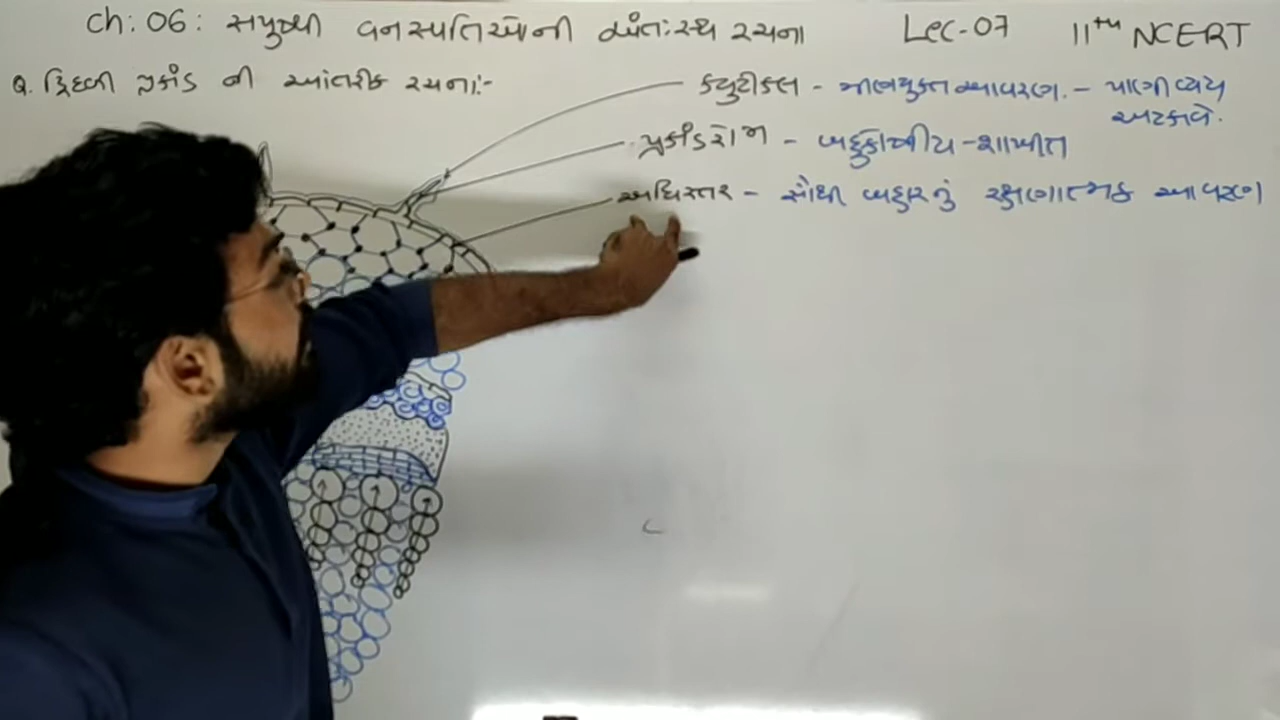 Ch: 06: સપુષ્પી વનસ્પતિઓની અંતઃસ્થ રચના Lec-07 11th NCERT
Q. દ્વિદળી પ્રકાંડ ની આંતરીક રચના:-
ક્યુટીકલ - મીણયુક્ત આવરણ. - પાણી વ્યય અટકાવે.
પ્રકાંડરોમ - બહુકોષીય - શાખીત
અધિસ્તર - સૌથી બહારનું રક્ષણાત્મક આવરણ